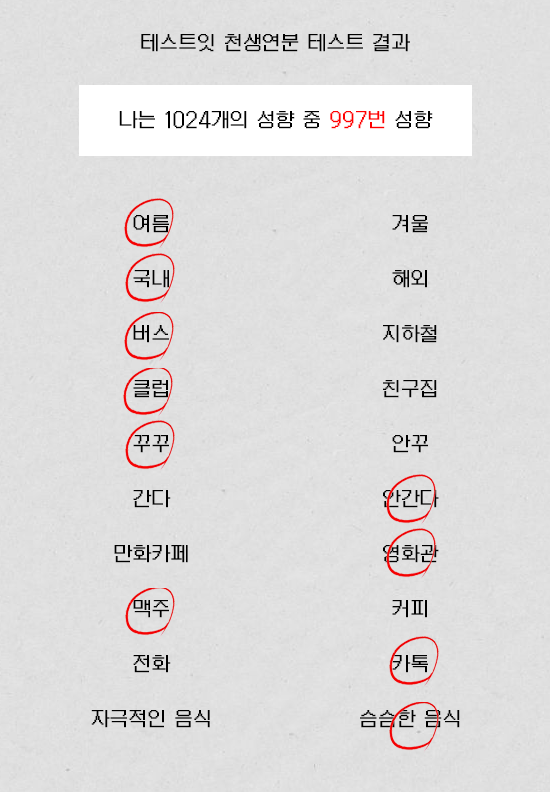 테스트잇 천생연분 테스트 결과
나는 1024개의 성향 중 997번 성향
여름 겨울
국내 해외
버스 지하철
클럽 친구집
꾸꾸 안꾸
간다 안간다
만화카페 영화관
맥주 커피
전화 카톡
자극적인 음식 슴슴한 음식